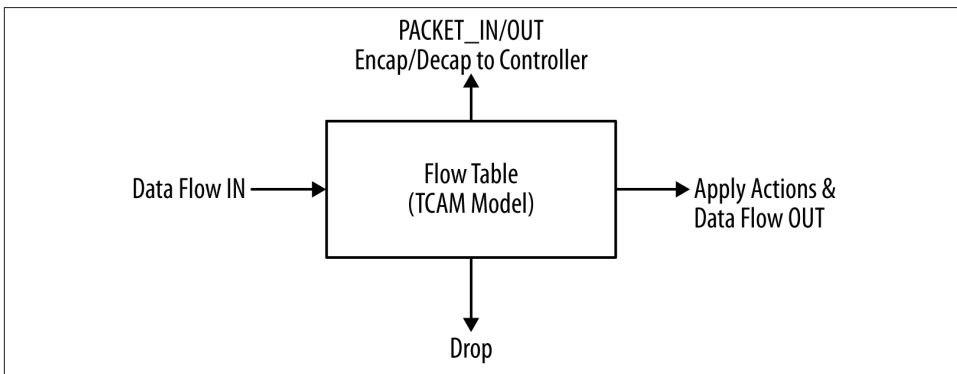 PACKET_IN/OUT
Encap/Decap to Controller
Data Flow IN
Flow Table
(TCAM Model)
Apply Actions &
Data Flow OUT
Drop